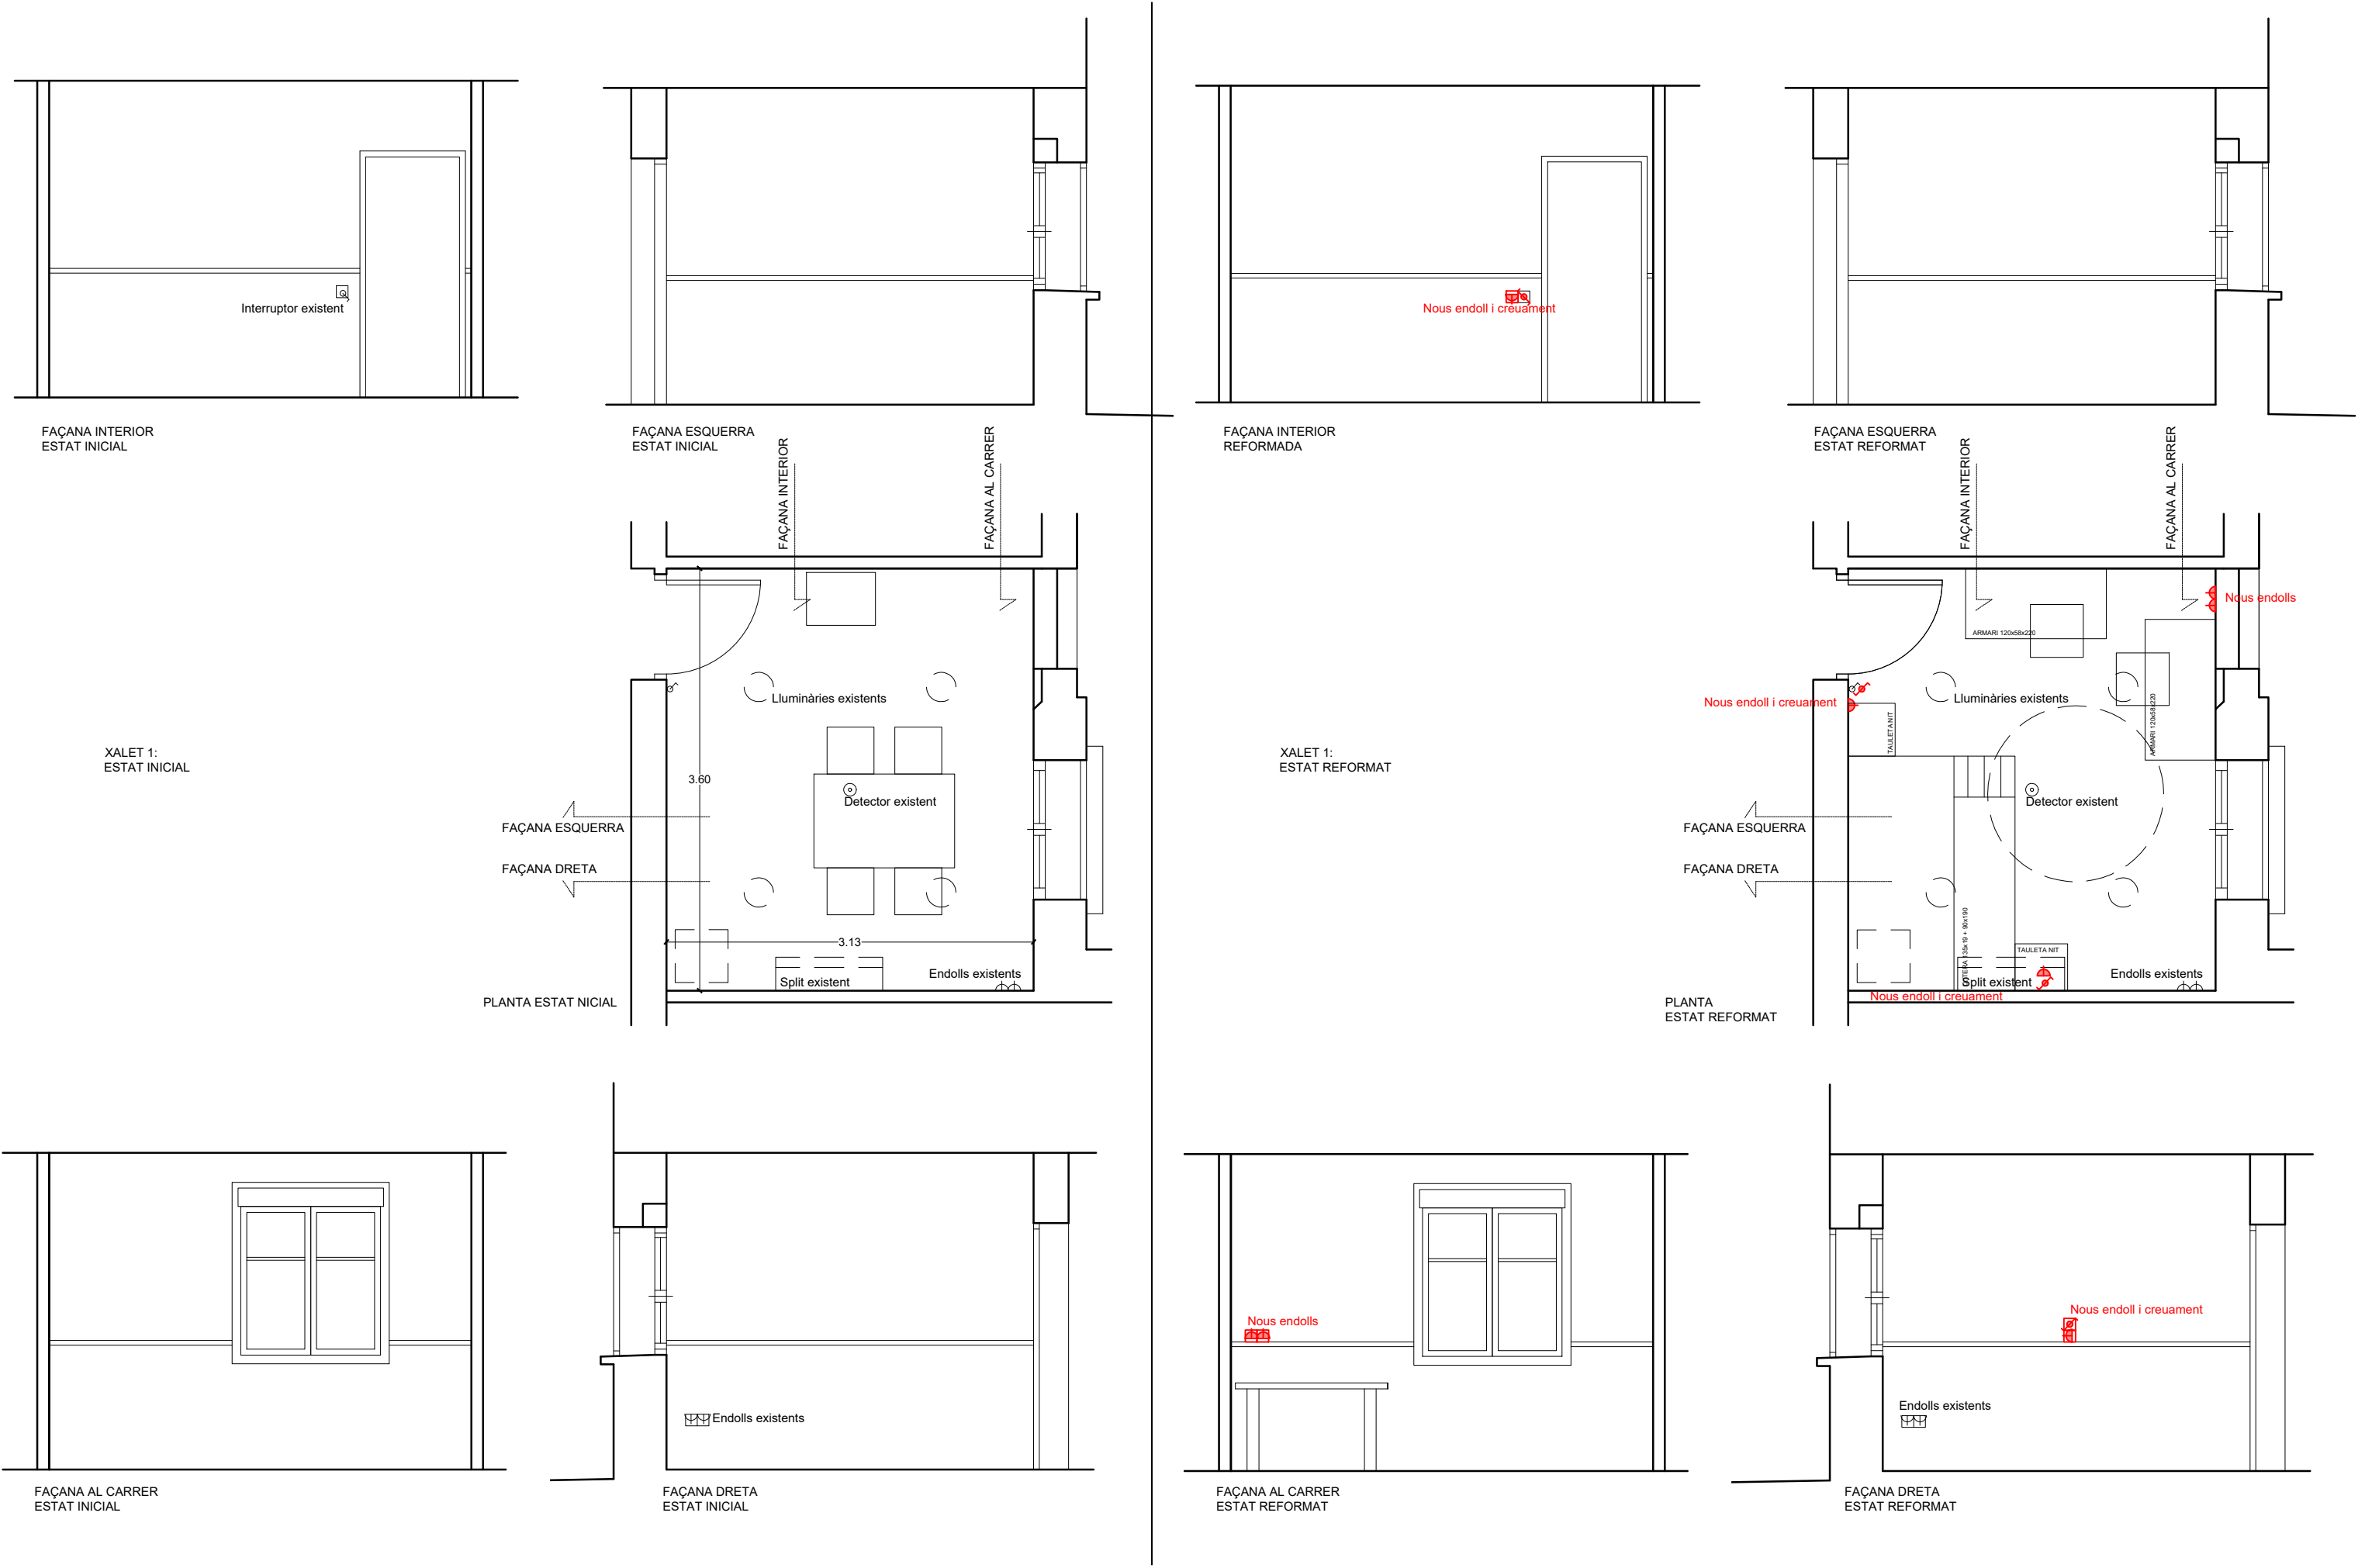 Interruptor existent
FAÇANA INTERIOR
ESTAT INICIAL
FAÇANA ESQUERRA
ESTAT INICIAL
FAÇANA INTERIOR
FAÇANA AL CARRER
Lluminàries existents
XALET 1:
ESTAT INICIAL
3.60
Detector existent
FAÇANA ESQUERRA
FAÇANA DRETA
3.13
Endolls existents
Split existent
PLANTA ESTAT NICIAL
FAÇANA AL CARRER
ESTAT INICIAL
Endolls existents
FAÇANA DRETA
ESTAT INICIAL
Nous endoll i creuament
FAÇANA INTERIOR
REFORMADA
FAÇANA ESQUERRA
ESTAT REFORMAT
FAÇANA INTERIOR
FAÇANA AL CARRER
Nous endolls
ARMARI 120x58x220
Lluminàries existents
Nous endoll i creuament
TAULETA NIT
ARMARI 120x58x220
XALET 1:
ESTAT REFORMAT
Detector existent
FAÇANA ESQUERRA
FAÇANA DRETA
135x19 + 90x190
TAULETA NIT
Endolls existents
Split existent
Nous endoll i creuament
PLANTA
ESTAT REFORMAT
Nous endolls
FAÇANA AL CARRER
ESTAT REFORMAT
Nous endoll i creuament
Endolls existents
FAÇANA DRETA
ESTAT REFORMAT